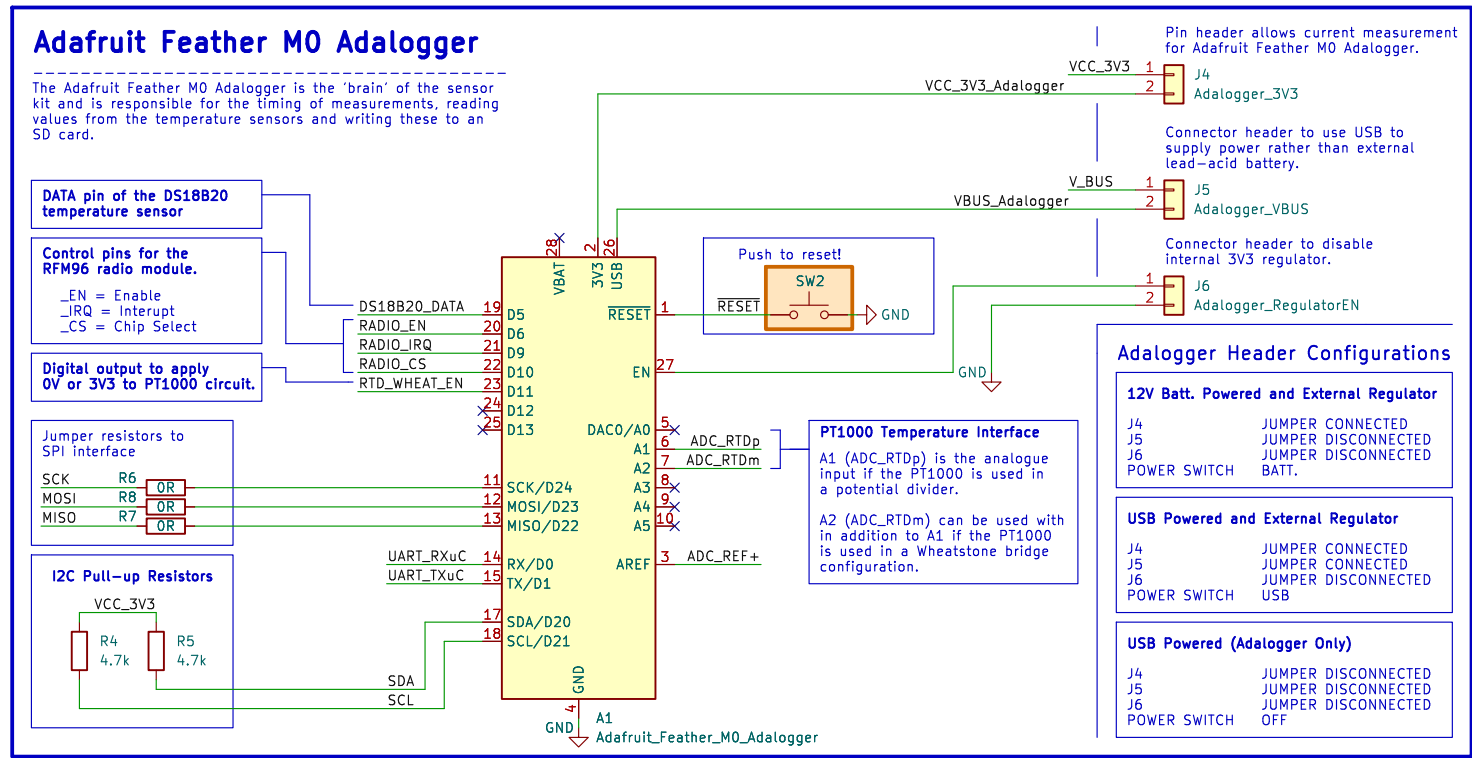 Adafruit Feather M0 Adalogger
The Adafruit Feather M0 Adalogger is the 'brain' of the sensor
kit and is responsible for the timing of measurements, reading
values from the temperature sensors and writing these to an
SD card.
DATA pin of the DS18B20
temperature sensor
Control pins for the
RFM96 radio module.
_EN = Enable
_IRQ = Interupt
_CS = Chip Select
Digital output to apply
0V or 3V3 to PT1000 circuit.
Jumper resistors to
SPI interface
SCK R6 0R
MOSI R8 0R
MISO R7 0R
I2C Pull-up Resistors
VCC_3V3
R4
4.7k
R5
4.7k
SDA
SCL
DS18B20_DATA 19 D5
RADIO_EN 20 D6
RADIO_IRQ 21 D9
RADIO_CS 22 D10
RTD_WHEAT_EN 23 D11
24 D12
25 D13
11 SCK/D24
12 MOSI/D23
13 MISO/D22
UART_RXuC 14 RX/D0
UART_TXuC 15 TX/D1
17 SDA/D20
18 SCL/D21
28 VBAT
2 3V3
26 USB
RESET 1 RESET
EN 27
DAC0/A0 5
A1 6 ADC_RTDp
A2 7 ADC_RTDm
A3 8
A4 9
A5 10
AREF 3 ADC_REF+
GND
4
GND
A1
Adafruit_Feather_M0_Adalogger
Push to reset!
SW2
GND
PT1000 Temperature Interface
A1 (ADC_RTDp) is the analogue
input if the PT1000 is used in
a potential divider.
A2 (ADC_RTDm) can be used with
in addition to A1 if the PT1000
is used in a Wheatstone bridge
configuration.
Pin header allows current measurement
for Adafruit Feather M0 Adalogger.
VCC_3V3 1 J4
VCC_3V3_Adalogger 2 Adalogger_3V3
Connector header to use USB to
supply power rather than external
lead-acid battery.
V_BUS 1 J5
VBUS_Adalogger 2 Adalogger_VBUS
Connector header to disable
internal 3V3 regulator.
1 J6
2 Adalogger_RegulatorEN
GND
Adalogger Header Configurations
12V Batt. Powered and External Regulator
J4 JUMPER CONNECTED
J5 JUMPER DISCONNECTED
J6 JUMPER DISCONNECTED
POWER SWITCH BATT.
USB Powered and External Regulator
J4 JUMPER CONNECTED
J5 JUMPER CONNECTED
J6 JUMPER DISCONNECTED
POWER SWITCH USB
USB Powered (Adalogger Only)
J4 JUMPER DISCONNECTED
J5 JUMPER DISCONNECTED
J6 JUMPER DISCONNECTED
POWER SWITCH OFF